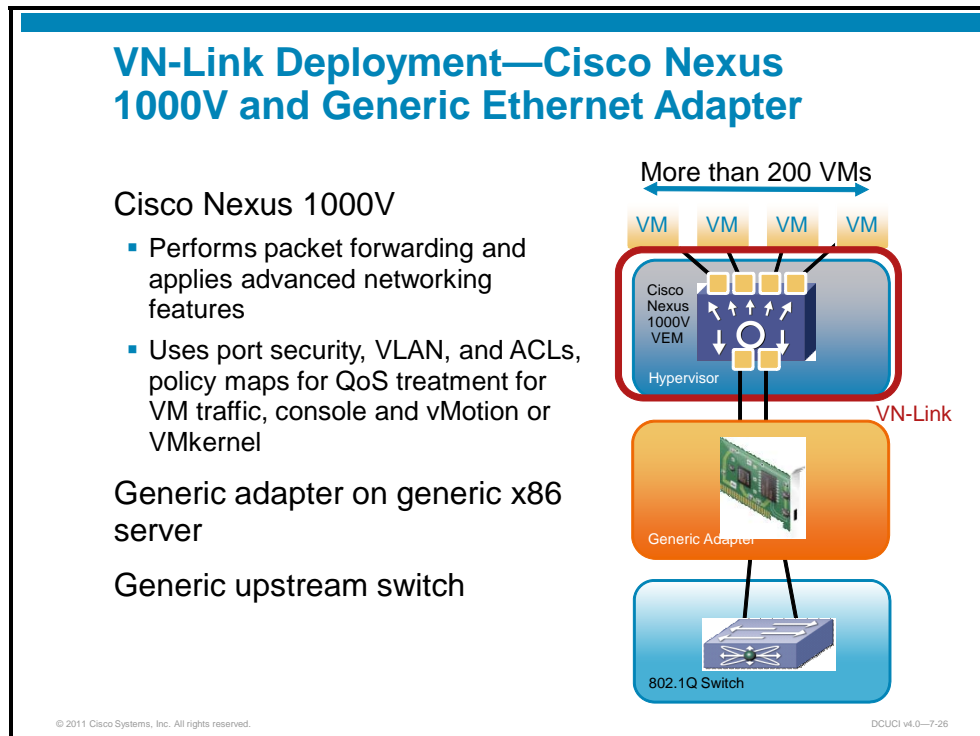 VN-Link Deployment—Cisco Nexus
1000V and Generic Ethernet Adapter
Cisco Nexus 1000V
▪ Performs packet forwarding and
applies advanced networking
features
▪ Uses port security, VLAN, and ACLs,
policy maps for QoS treatment for
VM traffic, console and vMotion or
VMkernel
Generic adapter on generic x86
server
Generic upstream switch
More than 200 VMs
VM VM VM VM
Cisco
Nexus
1000V
VEM
Hypervisor
VN-Link
Generic Adapter
802.1Q Switch
© 2011 Cisco Systems, Inc. All rights reserved.
DCUCI v4.0—7-26